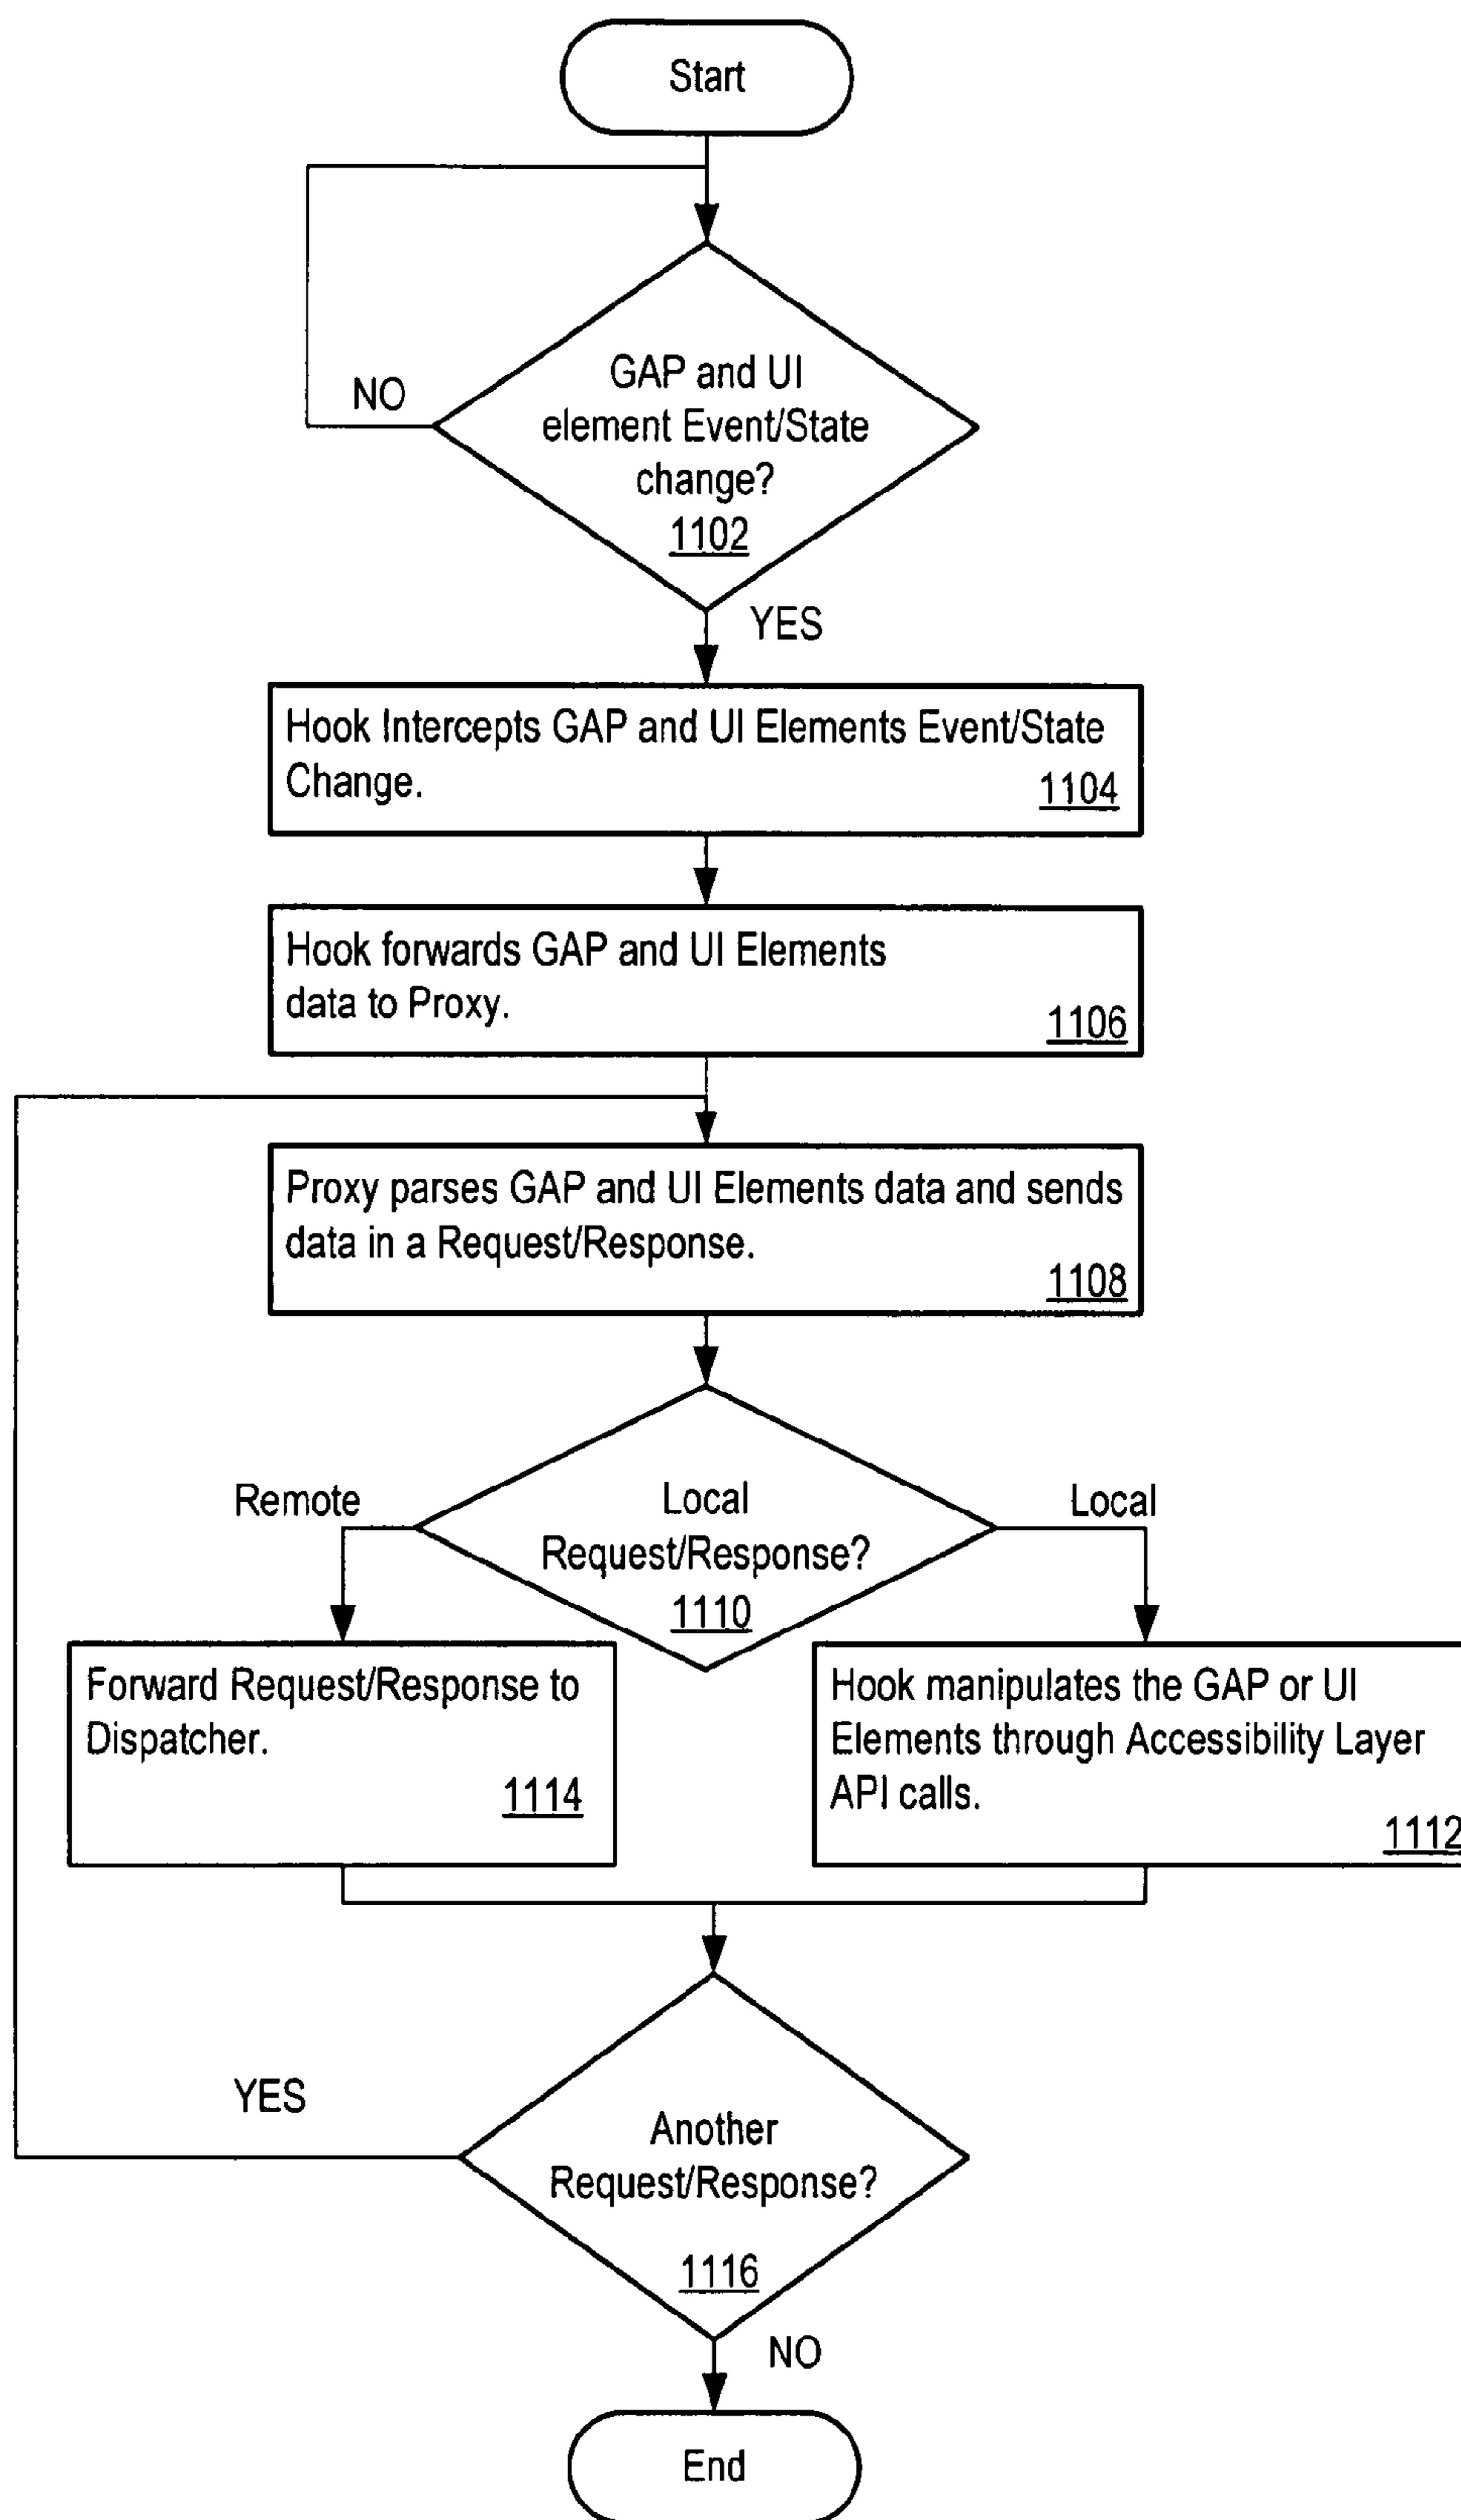 Start
NO
GAP and UI
element Event/State
change?
1102
YES
Hook Intercepts GAP and UI Elements Event/State
Change.
1104
Hook forwards GAP and UI Elements
data to Proxy.
1106
Proxy parses GAP and UI Elements data and sends
data in a Request/Response.
1108
Remote
Local
Request/Response?
1110
Local
Forward Request/Response to
Dispatcher.
1114
Hook manipulates the GAP or UI
Elements through Accessibility Layer
API calls.
1112
YES
Another
Request/Response?
1116
NO
End